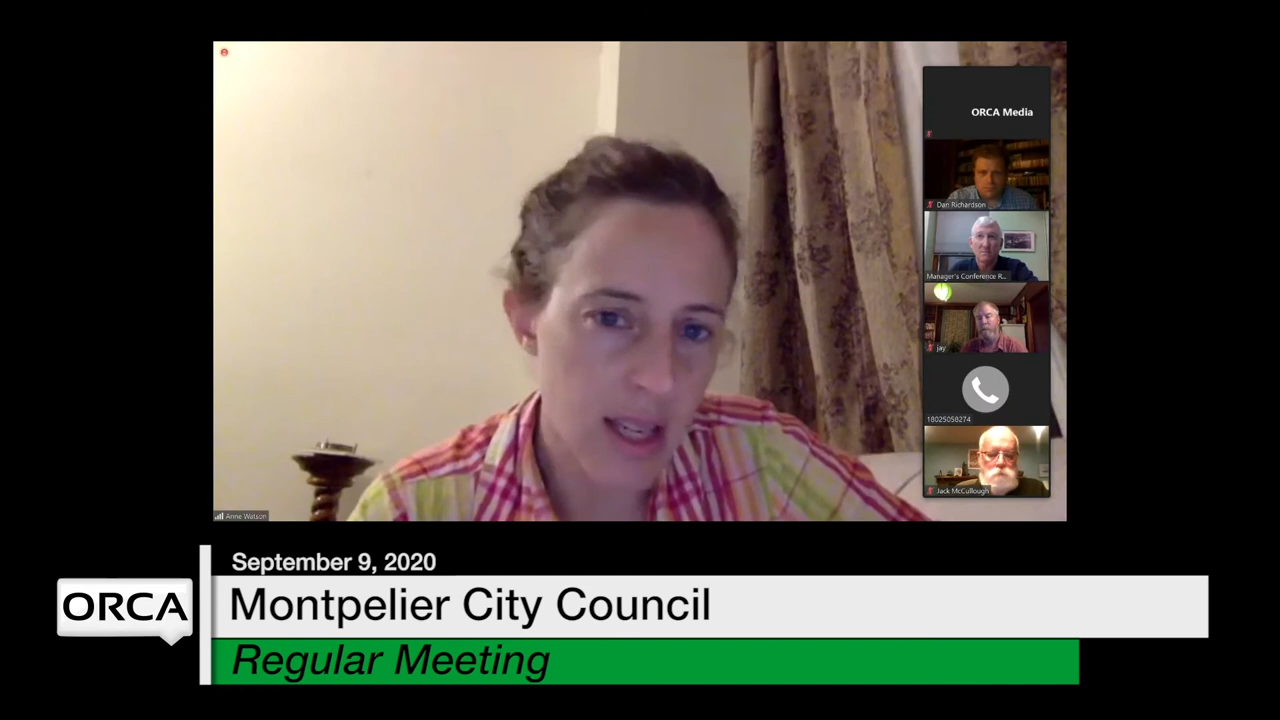 ORCA Media
Dan Richardson
Manager's Conference R...
jay
18025058274
Jack McCullough
Anne Watson
September 9, 2020
Montpelier City Council
ORCA
Regular Meeting